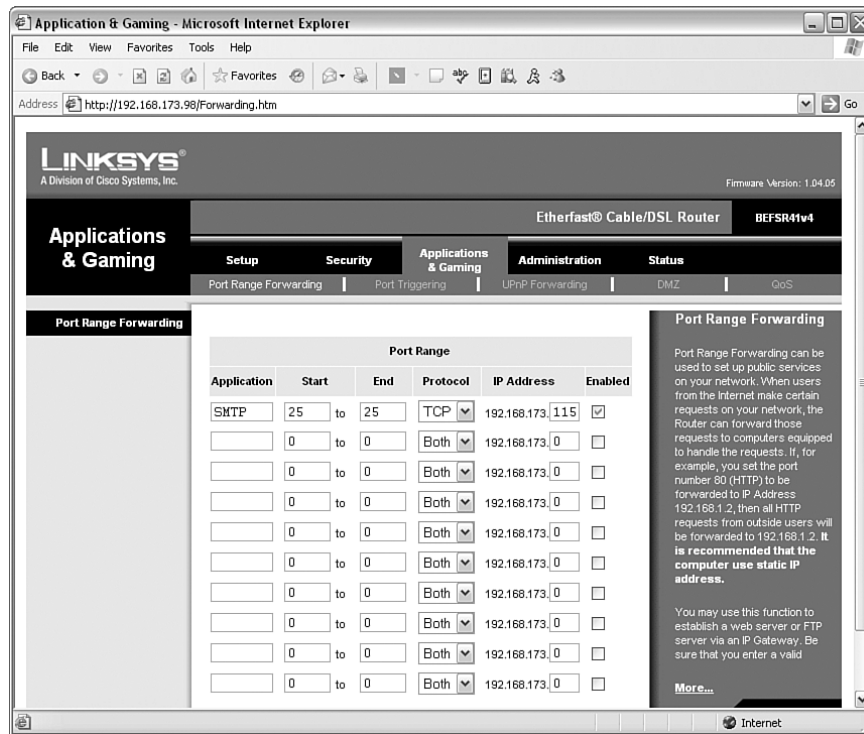 Application & Gaming - Microsoft Internet Explorer
File Edit View Favorites Tools Help
Back Favorites
Address http://192.168.173.98/Forwarding.htm Go
LINKSYS®
A Division of Cisco Systems, Inc.
Firmware Version: 1.04.05
Etherfast® Cable/DSL Router BEFSR41v4
Applications & Gaming
Setup Security Applications & Gaming Administration Status
Port Range Forwarding Port Triggering UPnP Forwarding DMZ QoS
Port Range Forwarding
Port Range
Application Start End Protocol IP Address Enabled
SMTP 25 to 25 TCP 192.168.173. 115
0 to 0 Both 192.168.173. 0
0 to 0 Both 192.168.173. 0
0 to 0 Both 192.168.173. 0
0 to 0 Both 192.168.173. 0
0 to 0 Both 192.168.173. 0
0 to 0 Both 192.168.173. 0
0 to 0 Both 192.168.173. 0
0 to 0 Both 192.168.173. 0
0 to 0 Both 192.168.173. 0
Port Range Forwarding
Port Range Forwarding can be
used to set up public services
on your network. When users
from the Internet make certain
requests on your network, the
Router can forward those
requests to computers equipped
to handle the requests. If, for
example, you set the port
number 80 (HTTP) to be
forwarded to IP Address
192.168.1.2, then all HTTP
requests from outside users will
be forwarded to 192.168.1.2. It
is recommended that the
computer use static IP
address.
You may use this function to
establish a web server or FTP
server via an IP Gateway. Be
sure that you enter a valid
More...
Internet